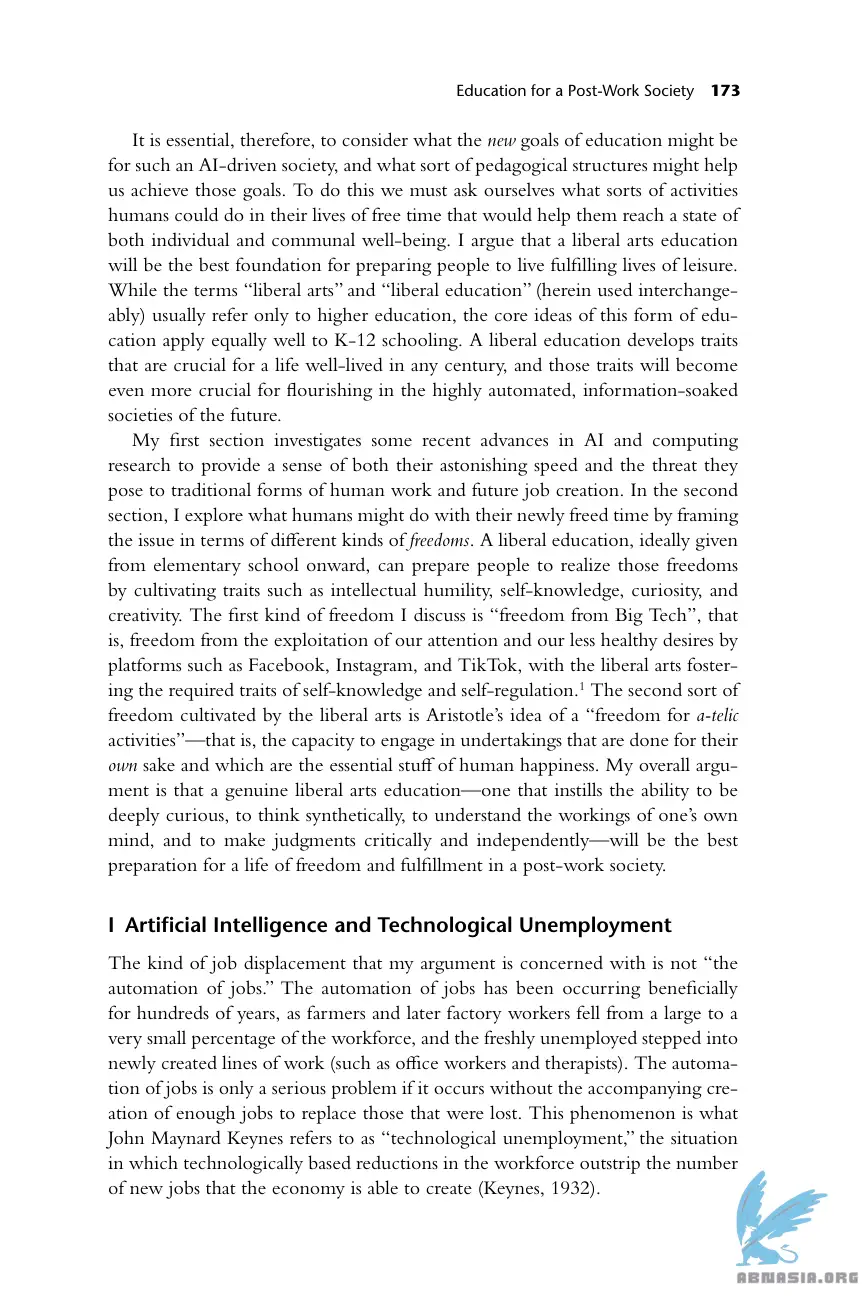 Education for a Post-Work Society 173
It is essential, therefore, to consider what the new goals of education might be
for such an AI-driven society, and what sort of pedagogical structures might help
us achieve those goals. To do this we must ask ourselves what sorts of activities
humans could do in their lives of free time that would help them reach a state of
both individual and communal well-being. I argue that a liberal arts education
will be the best foundation for preparing people to live fulfilling lives of leisure.
While the terms “liberal arts” and “liberal education” (herein used interchange-
ably) usually refer only to higher education, the core ideas of this form of edu-
cation apply equally well to K-12 schooling. A liberal education develops traits
that are crucial for a life well-lived in any century, and those traits will become
even more crucial for flourishing in the highly automated, information-soaked
societies of the future.
My first section investigates some recent advances in AI and computing
research to provide a sense of both their astonishing speed and the threat they
pose to traditional forms of human work and future job creation. In the second
section, I explore what humans might do with their newly freed time by framing
the issue in terms of different kinds of freedoms. A liberal education, ideally given
from elementary school onward, can prepare people to realize those freedoms
by cultivating traits such as intellectual humility, self-knowledge, curiosity, and
creativity. The first kind of freedom I discuss is “freedom from Big Tech”, that
is, freedom from the exploitation of our attention and our less healthy desires by
platforms such as Facebook, Instagram, and TikTok, with the liberal arts foster-
ing the required traits of self-knowledge and self-regulation.1 The second sort of
freedom cultivated by the liberal arts is Aristotle’s idea of a “freedom for a-telic
activities”—that is, the capacity to engage in undertakings that are done for their
own sake and which are the essential stuff of human happiness. My overall argu-
ment is that a genuine liberal arts education—one that instills the ability to be
deeply curious, to think synthetically, to understand the workings of one’s own
mind, and to make judgments critically and independently—will be the best
preparation for a life of freedom and fulfillment in a post-work society.
I Artificial Intelligence and Technological Unemployment
The kind of job displacement that my argument is concerned with is not “the
automation of jobs.” The automation of jobs has been occurring beneficially
for hundreds of years, as farmers and later factory workers fell from a large to a
very small percentage of the workforce, and the freshly unemployed stepped into
newly created lines of work (such as office workers and therapists). The automa-
tion of jobs is only a serious problem if it occurs without the accompanying cre-
ation of enough jobs to replace those that were lost. This phenomenon is what
John Maynard Keynes refers to as “technological unemployment,” the situation
in which technologically based reductions in the workforce outstrip the number
of new jobs that the economy is able to create (Keynes, 1932).
ABNASIA.ORG